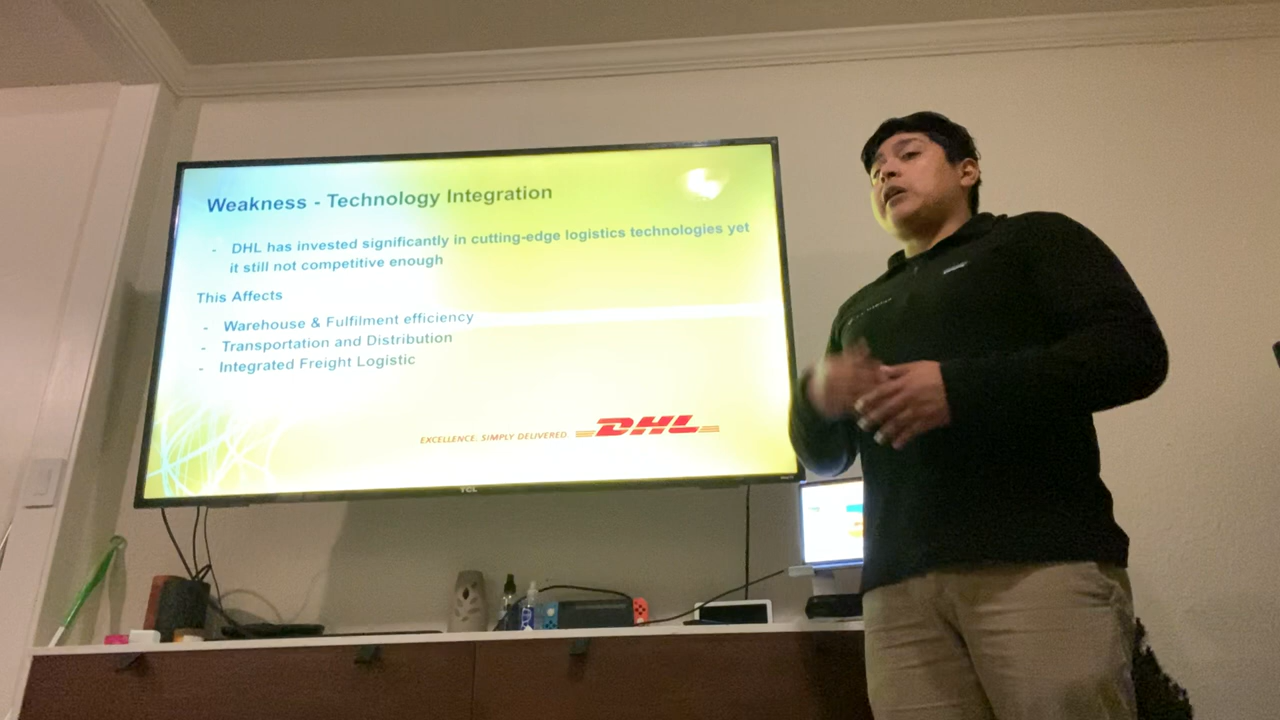 Weakness - Technology Integration
- DHL has invested significantly in cutting-edge logistics technologies yet
it still not competitive enough
This Affects
- Warehouse & Fulfilment efficiency
- Transportation and Distribution
- Integrated Freight Logistic
EXCELLENCE. SIMPLY DELIVERED.
DHL
TCL